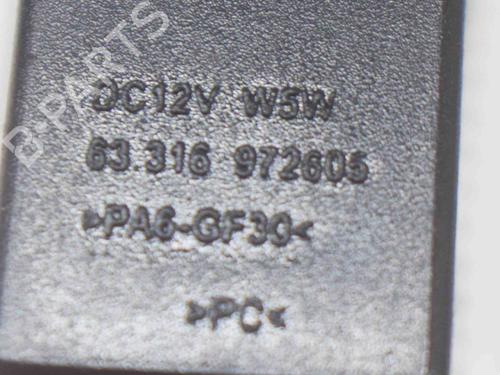 B-PARTS
DC12V W5W
63.316 972605
>PA6-GF30<
>PC<